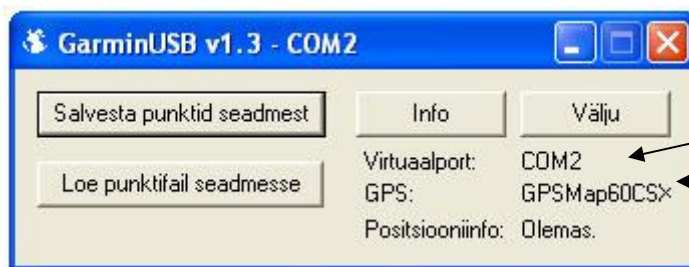 GarminUSB v1.3 - COM2
Salvesta punktid seadmest
Info
Välju
Loe punktifail seadmesse
Virtuaalport: COM2
GPS: GPSMap60CSX
Positsiooniinfo: Olemas.